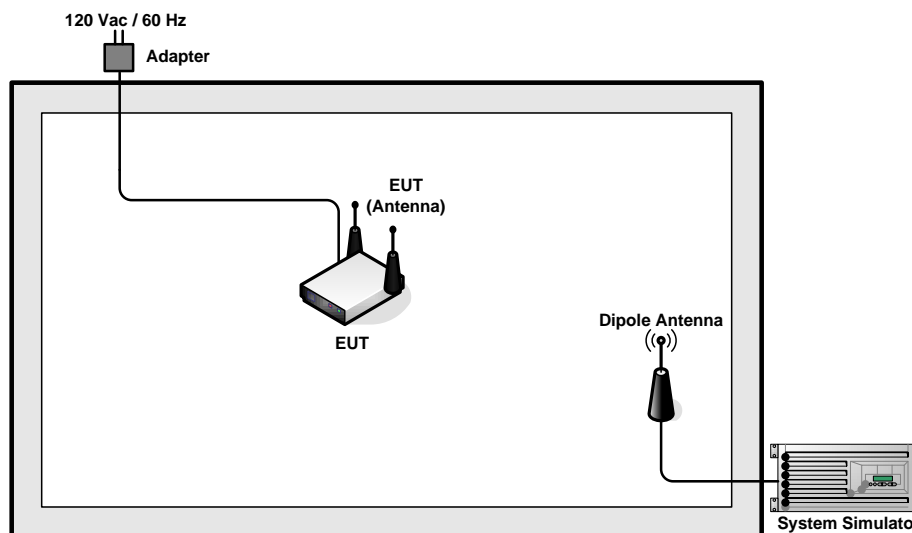 120 Vac / 60 Hz
Adapter
EUT
(Antenna)
EUT
Dipole Antenna
System Simulato